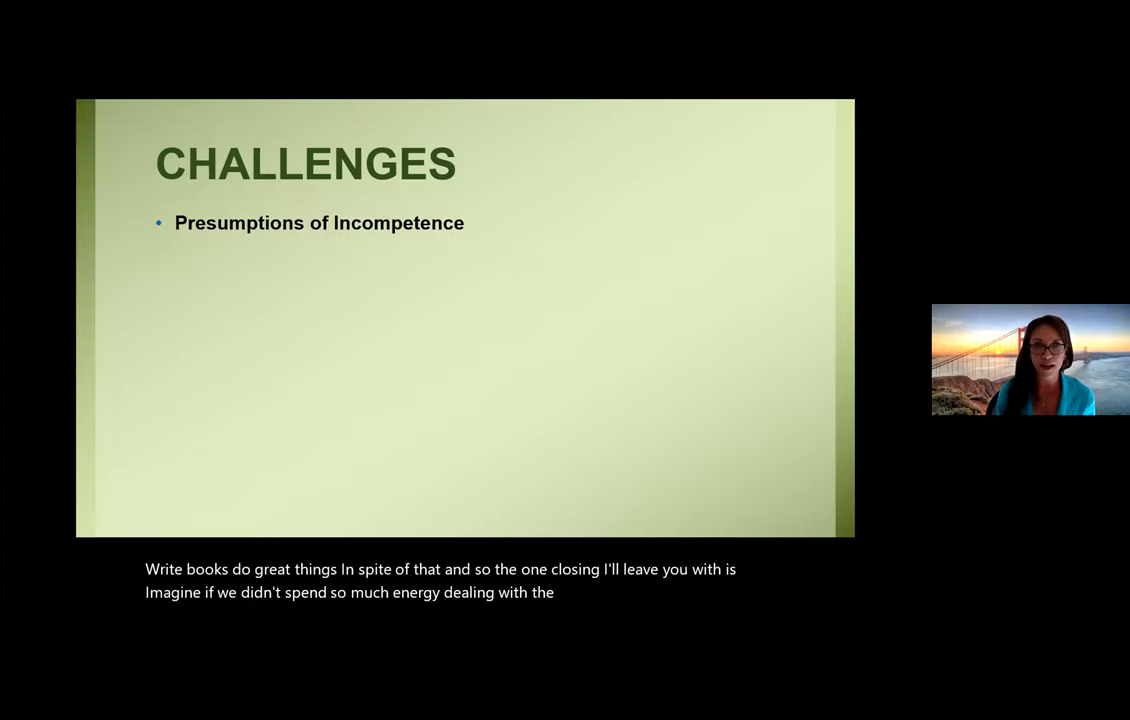 CHALLENGES
• Presumptions of Incompetence
Write books do great things In spite of that and so the one closing I'll leave you with is
Imagine if we didn't spend so much energy dealing with the